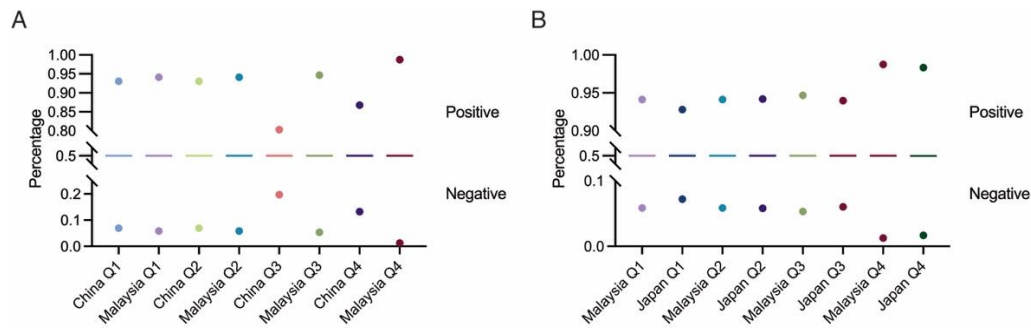 A
Percentage
1.00
0.95
0.90
0.85
0.80
0.5
0.2
0.1
0.0
Positive
Negative
China Q1
Malaysia Q1
China Q2
Malaysia Q2
China Q3
Malaysia Q3
China Q4
Malaysia Q4
B
Percentage
1.00
0.95
0.90
0.5
0.1
0.0
Positive
Negative
Malaysia Q1
Japan Q1
Malaysia Q2
Japan Q2
Malaysia Q3
Japan Q3
Malaysia Q4
Japan Q4